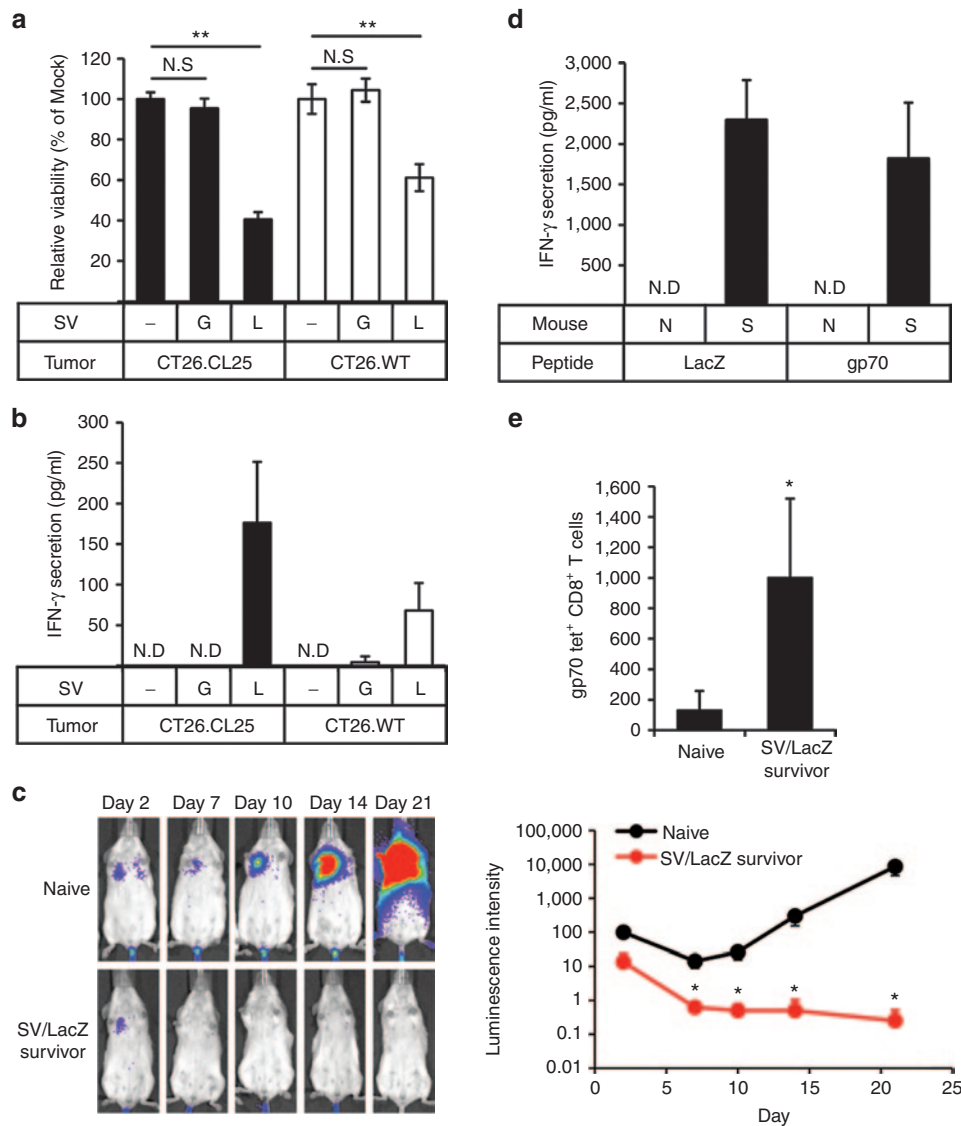 a
**
**
N.S
N.S
Relative viability (% of Mock)
120
100
80
60
40
20
SV – G L – G L
Tumor CT26.CL25 CT26.WT
b
IFN-γ secretion (pg/ml)
300
250
200
150
100
50
N.D N.D N.D
SV – G L – G L
Tumor CT26.CL25 CT26.WT
c
Day 2 Day 7 Day 10 Day 14 Day 21
Naive
SV/LacZ
survivor
Luminescence intensity
100,000
10,000
1,000
100
10
1
0.1
0.01
Naive
SV/LacZ survivor
* * * *
0 5 10 15 20 25
Day
d
IFN-γ secretion (pg/ml)
3,000
2,500
2,000
1,500
1,000
500
N.D N.D
Mouse N S N S
Peptide LacZ gp70
e
gp70 tet⁺ CD8⁺ T cells
1,600
1,400
1,200
1,000
800
600
400
200
0
*
Naive SV/LacZ
survivor